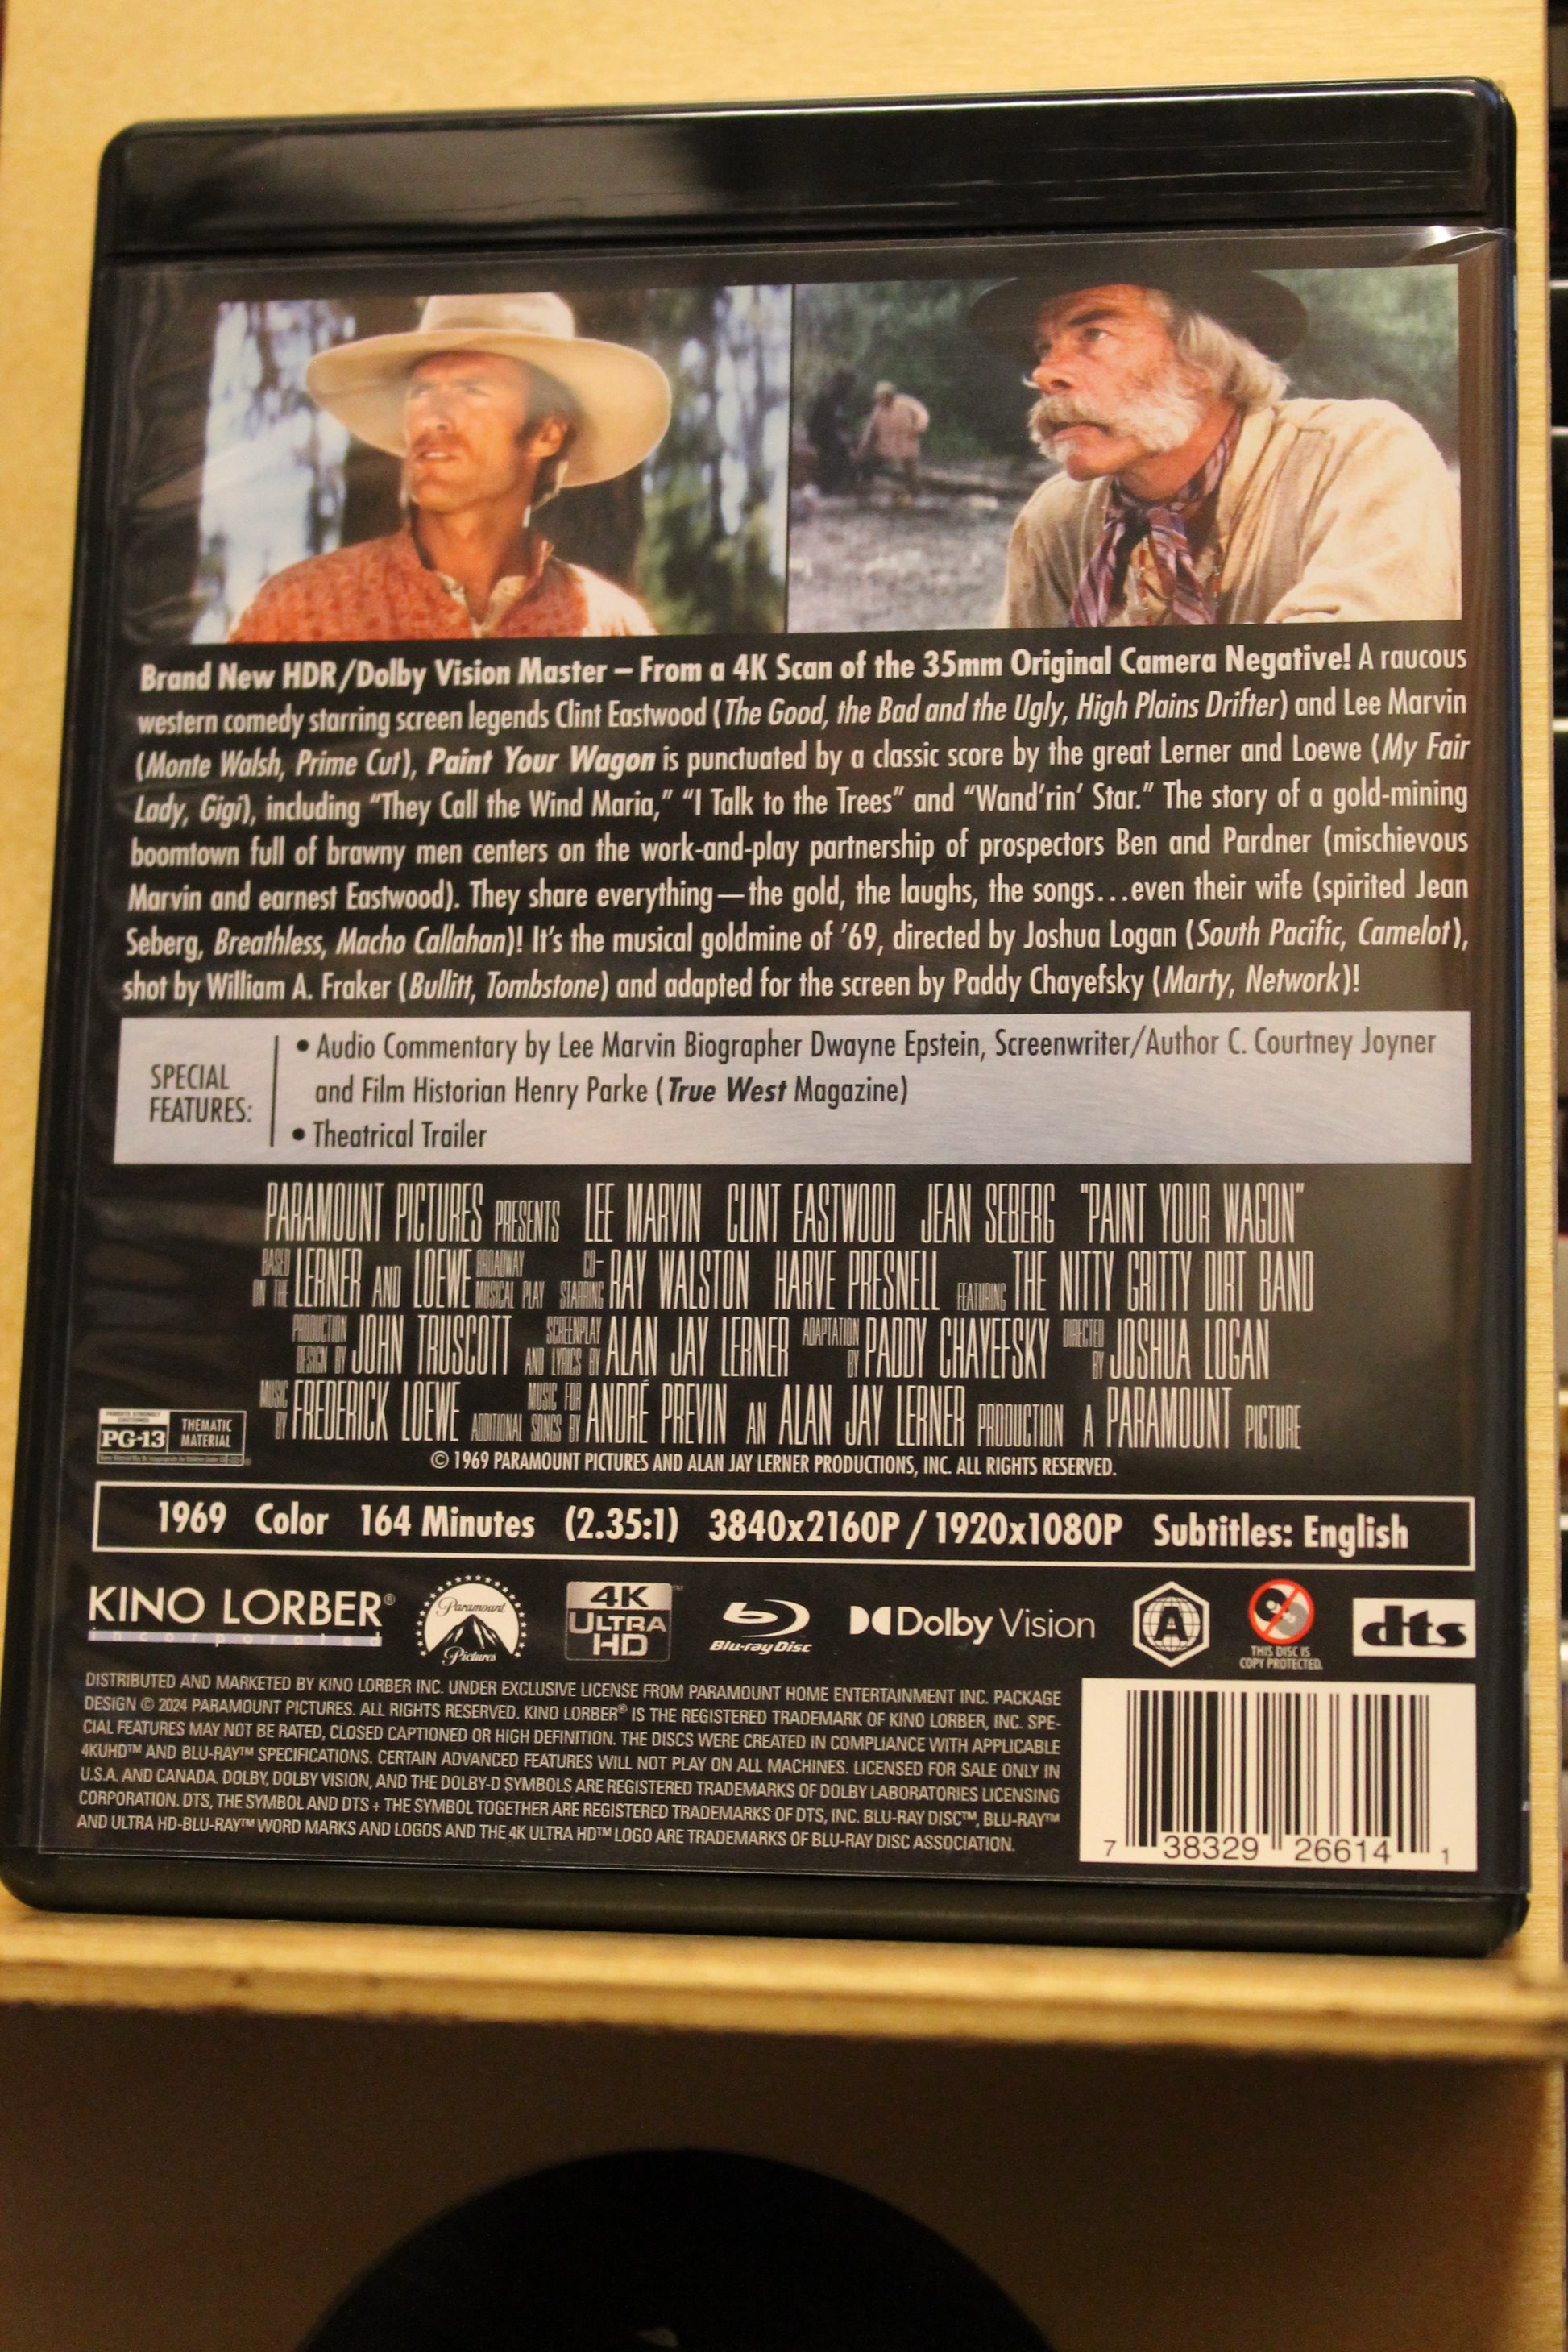 Brand New HDR/Dolby Vision Master – From a 4K Scan of the 35mm Original Camera Negative! A raucous
western comedy starring screen legends Clint Eastwood (The Good, the Bad and the Ugly, High Plains Drifter) and Lee Marvin
(Monte Walsh, Prime Cut), Paint Your Wagon is punctuated by a classic score by the great Lerner and Loewe (My Fair
Lady, Gigi), including “They Call the Wind Maria,” “I Talk to the Trees” and “Wand’rin’ Star.” The story of a gold-mining
boomtown full of brawny men centers on the work-and-play partnership of prospectors Ben and Pardner (mischievous
Marvin and earnest Eastwood). They share everything—the gold, the laughs, the songs...even their wife (spirited Jean
Seberg, Breathless, Macho Callahan)! It’s the musical goldmine of ’69, directed by Joshua Logan (South Pacific, Camelot),
shot by William A. Fraker (Bullitt, Tombstone) and adapted for the screen by Paddy Chayefsky (Marty, Network)!
SPECIAL
FEATURES:
• Audio Commentary by Lee Marvin Biographer Dwayne Epstein, Screenwriter/Author C. Courtney Joyner
and Film Historian Henry Parke (True West Magazine)
• Theatrical Trailer
PARAMOUNT PICTURES PRESENTS LEE MARVIN CLINT EASTWOOD JEAN SEBERG "PAINT YOUR WAGON"
BASED ON THE LERNER AND LOEWE BROADWAY MUSICAL PLAY CO-STARRING RAY WALSTON HARVE PRESNELL FEATURING THE NITTY GRITTY DIRT BAND
PRODUCTION DESIGN BY JOHN TRUSCOTT SCREENPLAY AND LYRICS BY ALAN JAY LERNER ADAPTATION BY PADDY CHAYEFSKY DIRECTED BY JOSHUA LOGAN
MUSIC BY FREDERICK LOEWE MUSIC FOR ADDITIONAL SONGS BY ANDRÉ PREVIN AN ALAN JAY LERNER PRODUCTION A PARAMOUNT PICTURE
PARENTS STRONGLY CAUTIONED
PG-13 THEMATIC MATERIAL
© 1969 PARAMOUNT PICTURES AND ALAN JAY LERNER PRODUCTIONS, INC. ALL RIGHTS RESERVED.
1969 Color 164 Minutes (2.35:1) 3840x2160P / 1920x1080P Subtitles: English
KINO LORBER®
incorporated
Paramount
Pictures
4K
ULTRA
HD™
Blu-ray Disc
Dolby Vision
A
THIS DISC IS
COPY PROTECTED.
dts
DISTRIBUTED AND MARKETED BY KINO LORBER INC. UNDER EXCLUSIVE LICENSE FROM PARAMOUNT HOME ENTERTAINMENT INC. PACKAGE
DESIGN © 2024 PARAMOUNT PICTURES. ALL RIGHTS RESERVED. KINO LORBER® IS THE REGISTERED TRADEMARK OF KINO LORBER, INC. SPE-
CIAL FEATURES MAY NOT BE RATED, CLOSED CAPTIONED OR HIGH DEFINITION. THE DISCS WERE CREATED IN COMPLIANCE WITH APPLICABLE
4KUHD™ AND BLU-RAY™ SPECIFICATIONS. CERTAIN ADVANCED FEATURES WILL NOT PLAY ON ALL MACHINES. LICENSED FOR SALE ONLY IN
U.S.A. AND CANADA. DOLBY, DOLBY VISION, AND THE DOLBY-D SYMBOLS ARE REGISTERED TRADEMARKS OF DOLBY LABORATORIES LICENSING
CORPORATION. DTS, THE SYMBOL AND DTS + THE SYMBOL TOGETHER ARE REGISTERED TRADEMARKS OF DTS, INC. BLU-RAY DISC™, BLU-RAY™
AND ULTRA HD-BLU-RAY™ WORD MARKS AND LOGOS AND THE 4K ULTRA HD™ LOGO ARE TRADEMARKS OF BLU-RAY DISC ASSOCIATION.
7 38329 26614 1